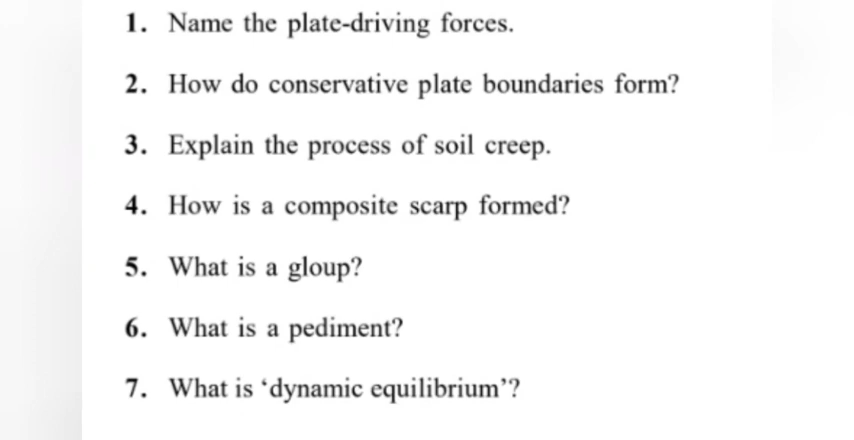 1. Name the plate-driving forces.
2. How do conservative plate boundaries form?
3. Explain the process of soil creep.
4. How is a composite scarp formed?
5. What is a gloup?
6. What is a pediment?
7. What is ‘dynamic equilibrium’?